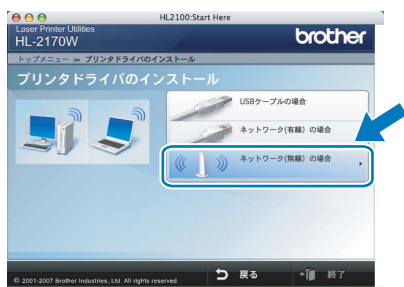 HL2100:Start Here
Laser Printer Utilities
HL-2170W
brother
トップメニュー >> プリンタドライバのインストール
プリンタドライバのインストール
USBケーブルの場合
ネットワーク(有線) の場合
ネットワーク(無線) の場合
© 2001-2007 Brother Industries, Ltd. All rights reserved
戻る
終了